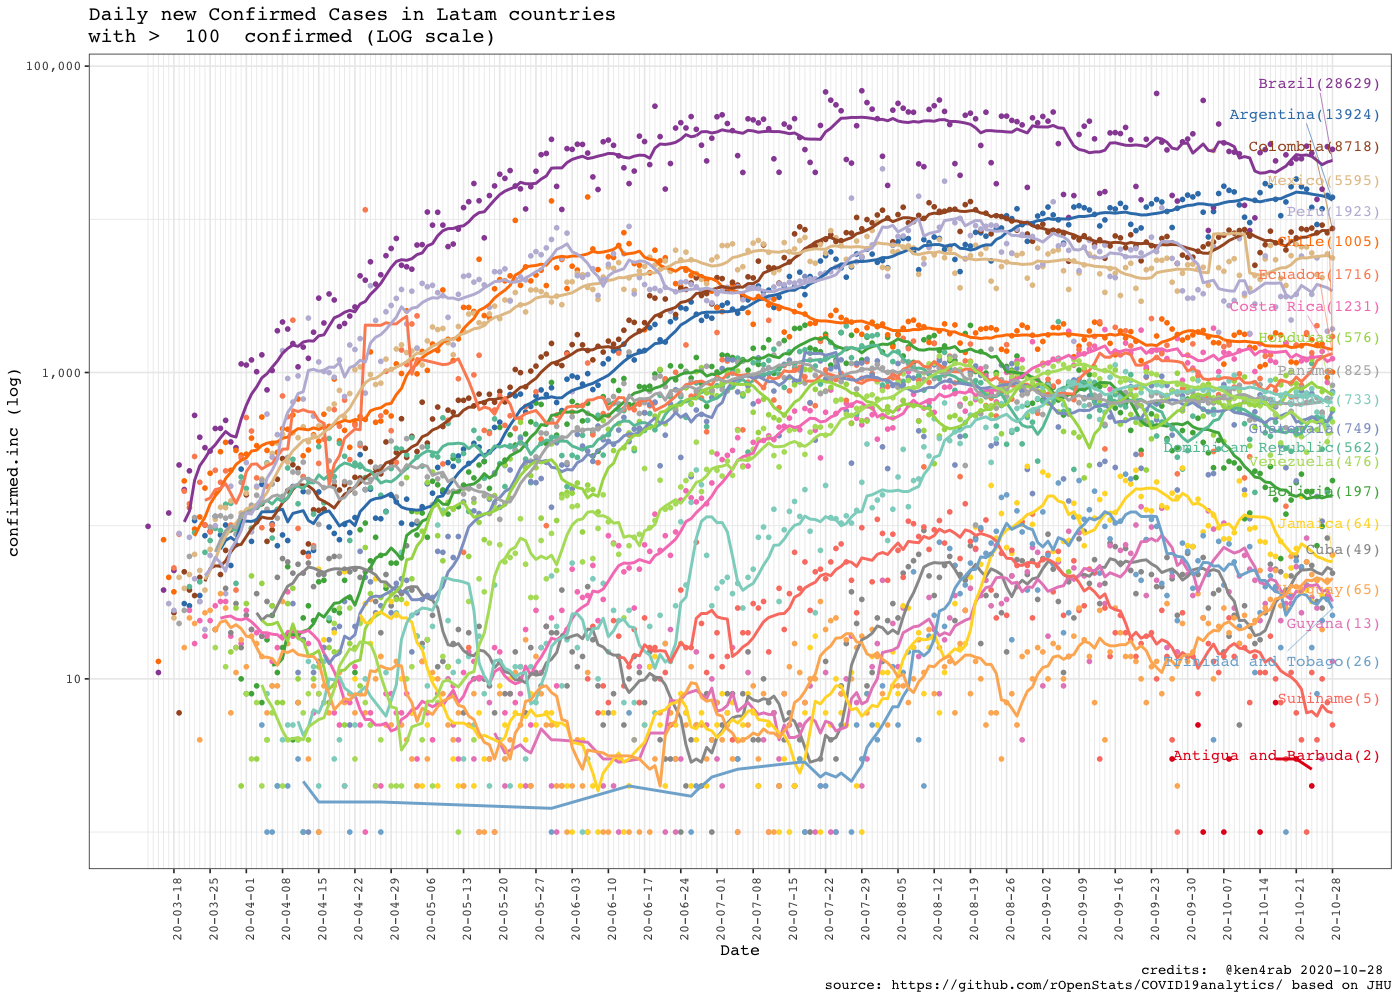 Daily new Confirmed Cases in Latam countries
with >  100  confirmed (LOG scale)
100,000
1,000
10
confirmed.inc (log)
Brazil(28629)
Argentina(13924)
Colombia(8718)
Mexico(5595)
Peru(1923)
Chile(1005)
Ecuador(1716)
Costa Rica(1231)
Honduras(576)
Panama(825)
(733)
Guatemala(749)
Dominican Republic(562)
Venezuela(476)
Bolivia(197)
Jamaica(64)
Cuba(49)
Uruguay(65)
Guyana(13)
Trinidad and Tobago(26)
Suriname(5)
Antigua and Barbuda(2)
20-03-18
20-03-25
20-04-01
20-04-08
20-04-15
20-04-22
20-04-29
20-05-06
20-05-13
20-05-20
20-05-27
20-06-03
20-06-10
20-06-17
20-06-24
20-07-01
20-07-08
20-07-15
20-07-22
20-07-29
20-08-05
20-08-12
20-08-19
20-08-26
20-09-02
20-09-09
20-09-16
20-09-23
20-09-30
20-10-07
20-10-14
20-10-21
20-10-28
Date
credits:  @ken4rab 2020-10-28
source: https://github.com/rOpenStats/COVID19analytics/ based on JHU